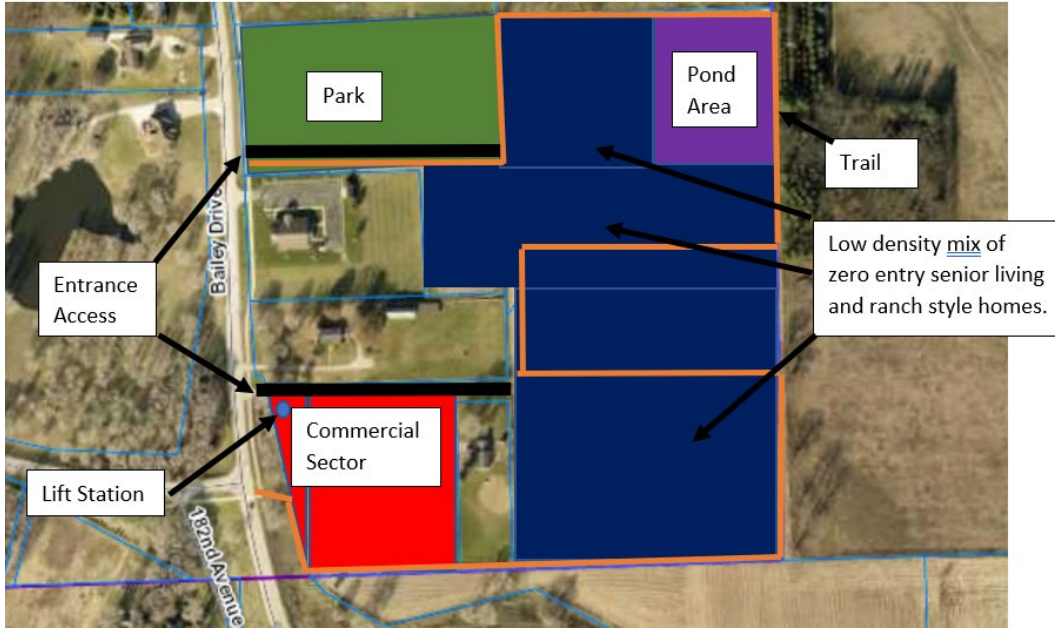 Park
Pond
Area
Trail
Bailey Drive
Entrance
Access
Low density mix of
zero entry senior living
and ranch style homes.
Commercial
Sector
Lift Station
182nd Avenue